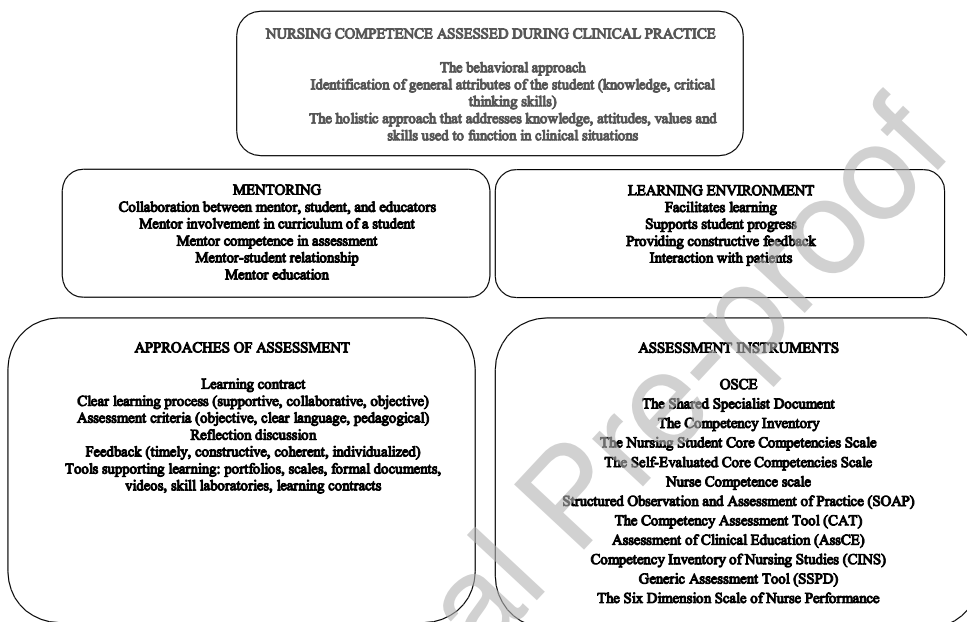 NURSING COMPETENCE ASSESSED DURING CLINICAL PRACTICE
The behavioral approach
Identification of general attributes of the student (knowledge, critical
thinking skills)
The holistic approach that addresses knowledge, attitudes, values and
skills used to function in clinical situations
MENTORING
Collaboration between mentor, student, and educators
Mentor involvement in curriculum of a student
Mentor competence in assessment
Mentor-student relationship
Mentor education
LEARNING ENVIRONMENT
Facilitates learning
Supports student progress
Providing constructive feedback
Interaction with patients
APPROACHES OF ASSESSMENT
Learning contract
Clear learning process (supportive, collaborative, objective)
Assessment criteria (objective, clear language, pedagogical)
Reflection discussion
Feedback (timely, constructive, coherent, individualized)
Tools supporting learning: portfolios, scales, formal documents,
videos, skill laboratories, learning contracts
ASSESSMENT INSTRUMENTS
OSCE
The Shared Specialist Document
The Competency Inventory
The Nursing Student Core Competencies Scale
The Self-Evaluated Core Competencies Scale
Nurse Competence scale
Structured Observation and Assessment of Practice (SOAP)
The Competency Assessment Tool (CAT)
Assessment of Clinical Education (AssCE)
Competency Inventory of Nursing Studies (CINS)
Generic Assessment Tool (SSPD)
The Six Dimension Scale of Nurse Performance
al Pre-proof